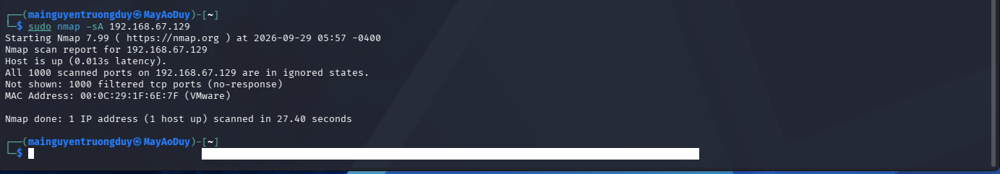 ┌──(mainguyentruongduy㉿MayAoDuy)-[~]
└─$ sudo nmap -sA 192.168.67.129
Starting Nmap 7.99 ( https://nmap.org ) at 2026-09-29 05:57 -0400
Nmap scan report for 192.168.67.129
Host is up (0.013s latency).
All 1000 scanned ports on 192.168.67.129 are in ignored states.
Not shown: 1000 filtered tcp ports (no-response)
MAC Address: 00:0C:29:1F:6E:7F (VMware)
Nmap done: 1 IP address (1 host up) scanned in 27.40 seconds
┌──(mainguyentruongduy㉿MayAoDuy)-[~]
└─$